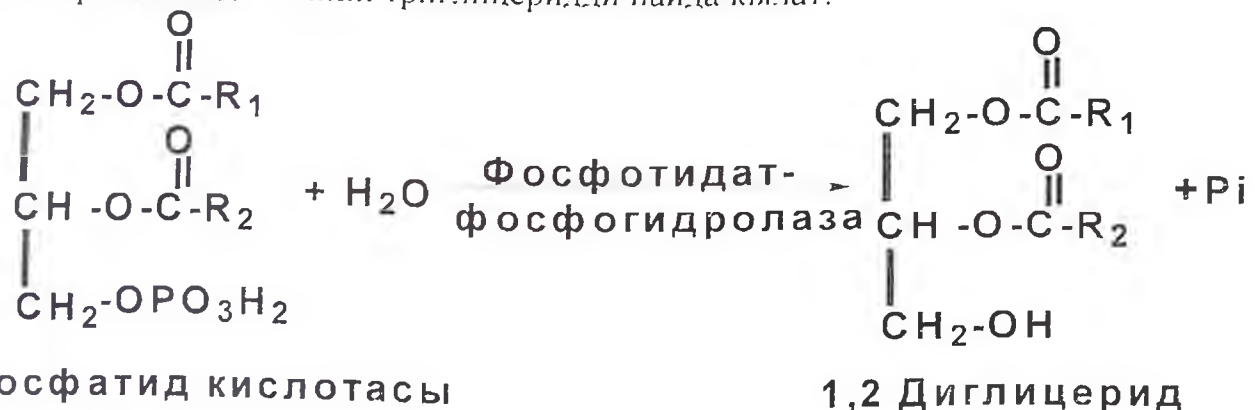 O
||
CH₂-O-C-R₁
O
||
CH-O-C-R₂
CH₂-OPO₃H₂
+ H₂O
Фосфотидат-
фосфогидролаза
O
||
CH₂-O-C-R₁
O
||
CH-O-C-R₂
CH₂-OH
+Pi
осфатид кислотасы
1,2 Диглицерид